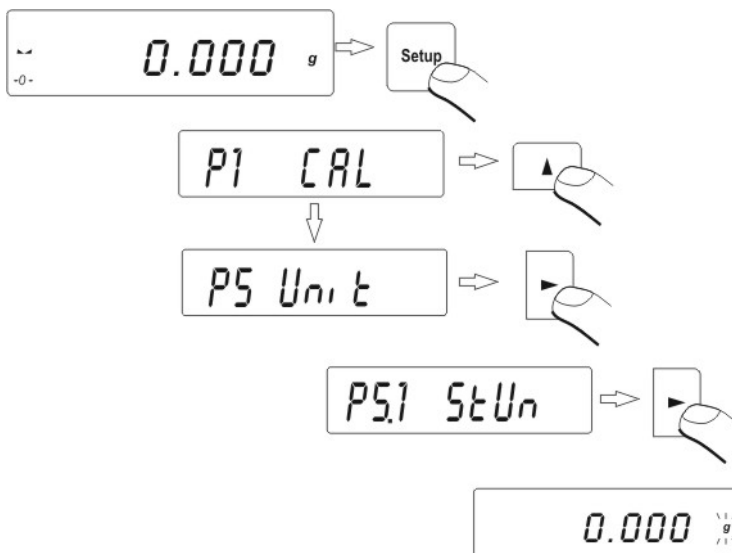 0.000 g
-0-
Setup
P1 CAL
P5 Unit
P5.1 StUn
0.000 g